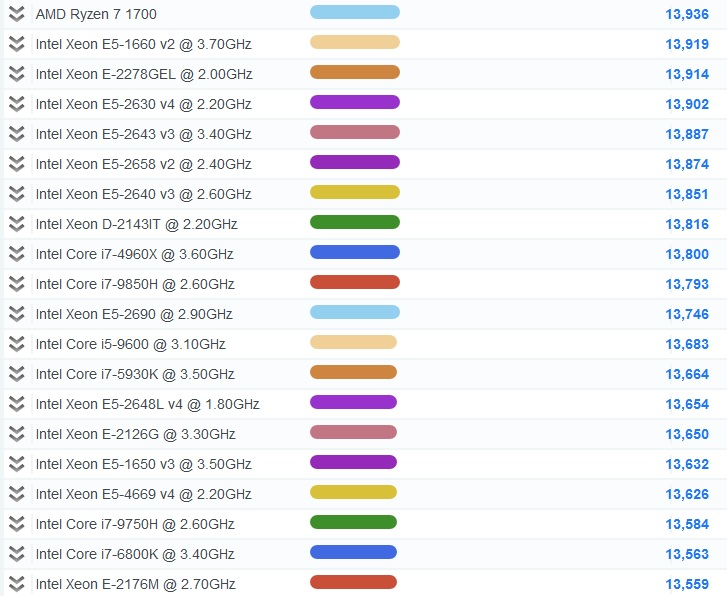 AMD Ryzen 7 1700 13,936
Intel Xeon E5-1660 v2 @ 3.70GHz 13,919
Intel Xeon E-2278GEL @ 2.00GHz 13,914
Intel Xeon E5-2630 v4 @ 2.20GHz 13,902
Intel Xeon E5-2643 v3 @ 3.40GHz 13,887
Intel Xeon E5-2658 v2 @ 2.40GHz 13,874
Intel Xeon E5-2640 v3 @ 2.60GHz 13,851
Intel Xeon D-2143IT @ 2.20GHz 13,816
Intel Core i7-4960X @ 3.60GHz 13,800
Intel Core i7-9850H @ 2.60GHz 13,793
Intel Xeon E5-2690 @ 2.90GHz 13,746
Intel Core i5-9600 @ 3.10GHz 13,683
Intel Core i7-5930K @ 3.50GHz 13,664
Intel Xeon E5-2648L v4 @ 1.80GHz 13,654
Intel Xeon E-2126G @ 3.30GHz 13,650
Intel Xeon E5-1650 v3 @ 3.50GHz 13,632
Intel Xeon E5-4669 v4 @ 2.20GHz 13,626
Intel Core i7-9750H @ 2.60GHz 13,584
Intel Core i7-6800K @ 3.40GHz 13,563
Intel Xeon E-2176M @ 2.70GHz 13,559